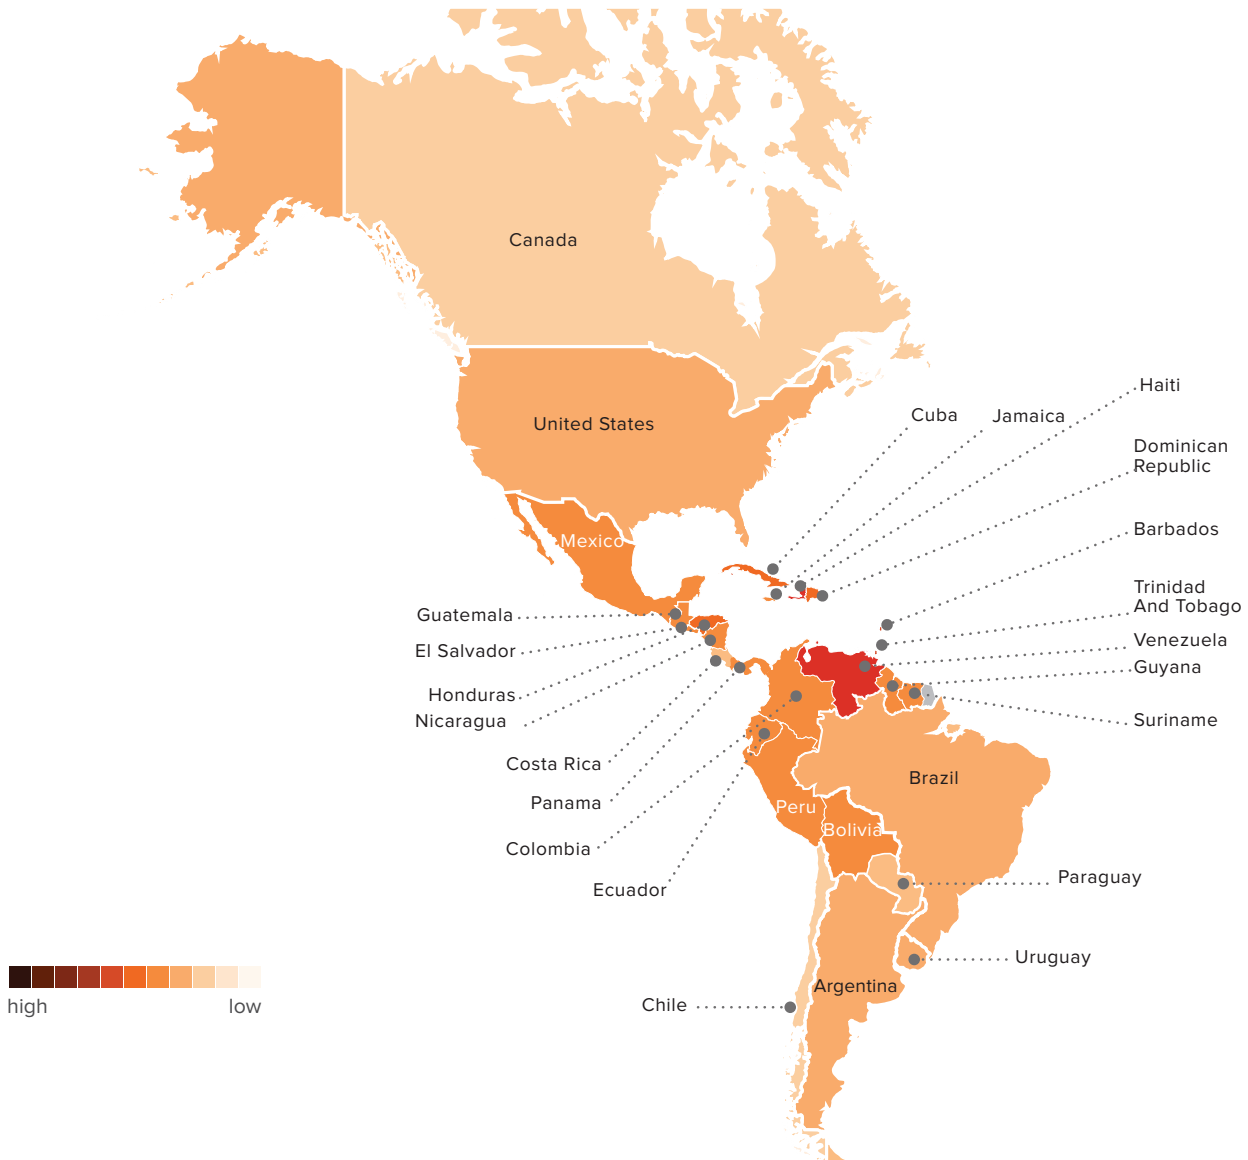 Canada
Haiti
Cuba
Jamaica
United States
Dominican
Republic
Barbados
Mexico
Trinidad
And Tobago
Guatemala
Venezuela
El Salvador
Guyana
Honduras
Nicaragua
Suriname
Costa Rica
Brazil
Panama
Peru
Bolivia
Colombia
Paraguay
Ecuador
Uruguay
Argentina
Chile
high
low